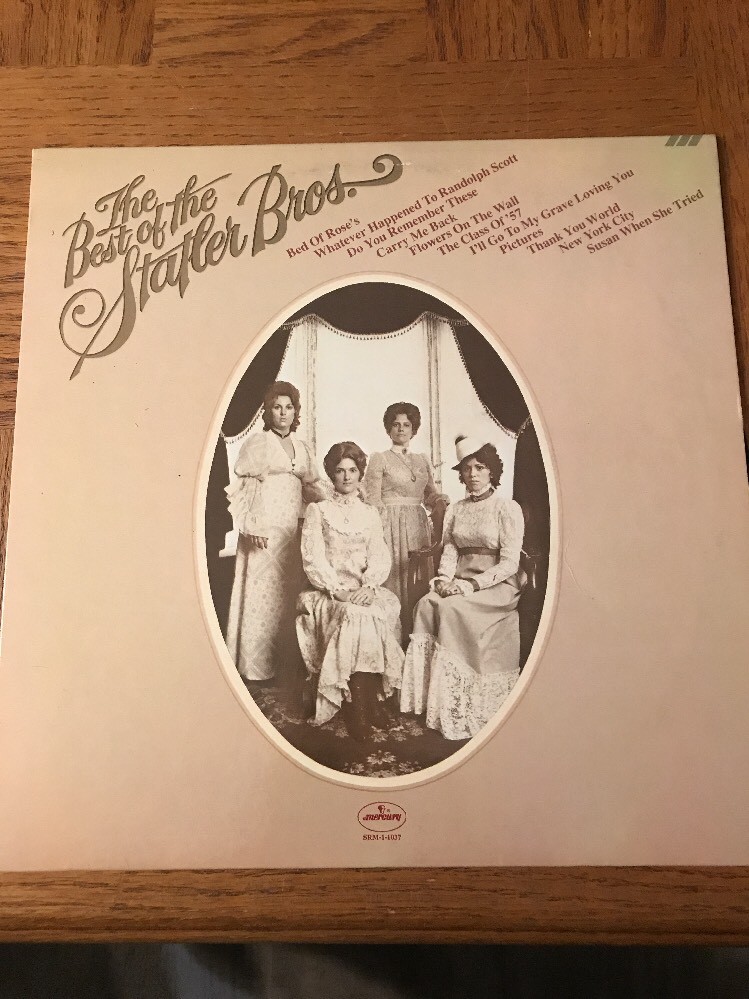 The
Best of the
Statler Bros.
Bed Of Rose's
Whatever Happened To Randolph Scott
Do You Remember These
Carry Me Back
Flowers On The Wall
The Class Of '57
I'll Go To My Grave Loving You
Pictures
Thank You World
New York City
Susan When She Tried
mercury
SRM-1-1037